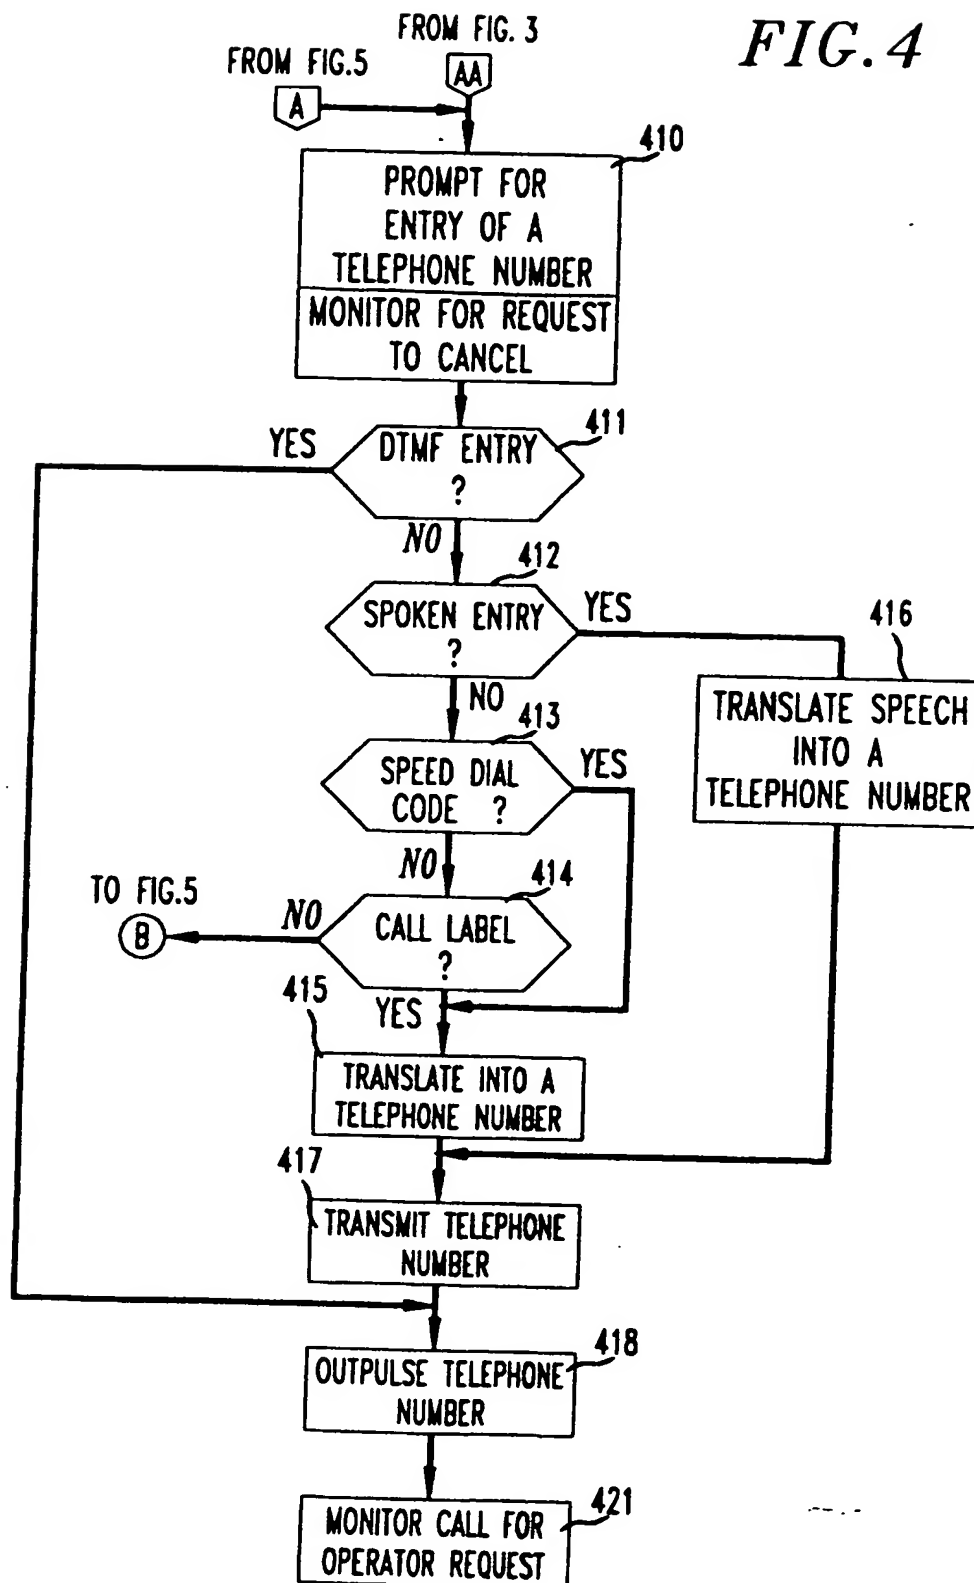 FROM FIG. 3
FIG. 4
FROM FIG.5
AA
A
410
PROMPT FOR
ENTRY OF A
TELEPHONE NUMBER
MONITOR FOR REQUEST
TO CANCEL
411
YES
DTMF ENTRY
?
NO
412
SPOKEN ENTRY
?
YES
416
NO
TRANSLATE SPEECH
INTO A
TELEPHONE NUMBER
413
SPEED DIAL
CODE ?
YES
NO
414
TO FIG.5
B
NO
CALL LABEL
?
415
YES
TRANSLATE INTO A
TELEPHONE NUMBER
417
TRANSMIT TELEPHONE
NUMBER
418
OUTPULSE TELEPHONE
NUMBER
421
MONITOR CALL FOR
OPERATOR REQUEST